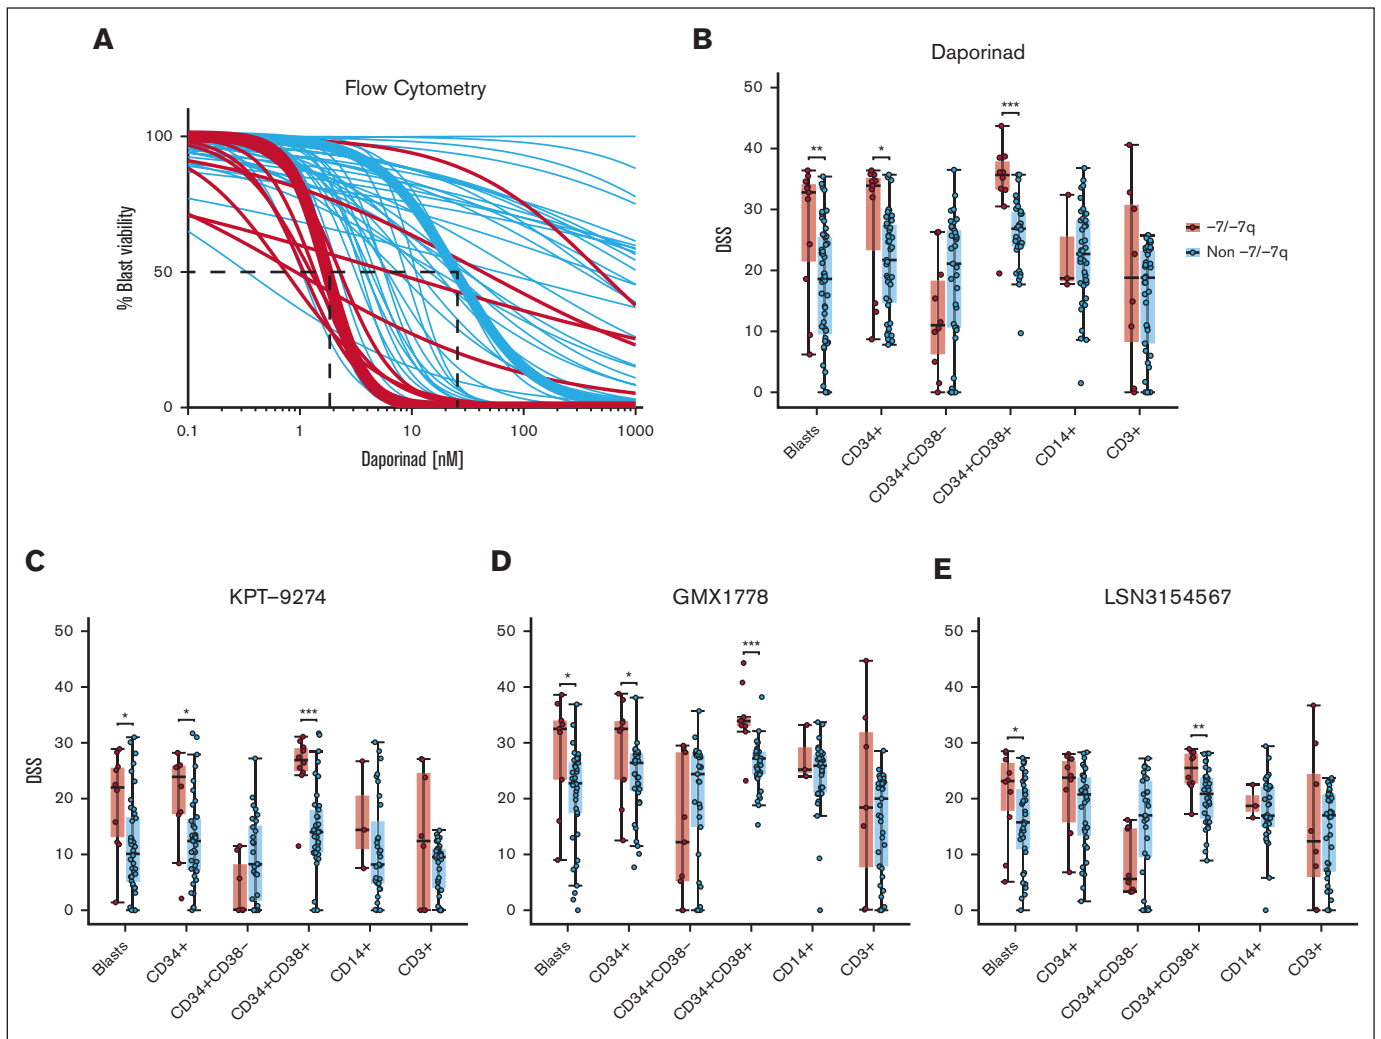 A
Flow Cytometry
% Blast viability
100
50
0
0.1 1 10 100 1000
Daporinad [nM]
B
Daporinad
DSS
50
40
30
20
10
0
** * ***
Blasts CD34+ CD34+CD38– CD34+CD38+ CD14+ CD3+
–7/–7q
Non –7/–7q
C
KPT–9274
DSS
50
40
30
20
10
0
* * ***
Blasts CD34+ CD34+CD38– CD34+CD38+ CD14+ CD3+
D
GMX1778
50
40
30
20
10
0
* * ***
Blasts CD34+ CD34+CD38– CD34+CD38+ CD14+ CD3+
E
LSN3154567
50
40
30
20
10
0
* **
Blasts CD34+ CD34+CD38– CD34+CD38+ CD14+ CD3+